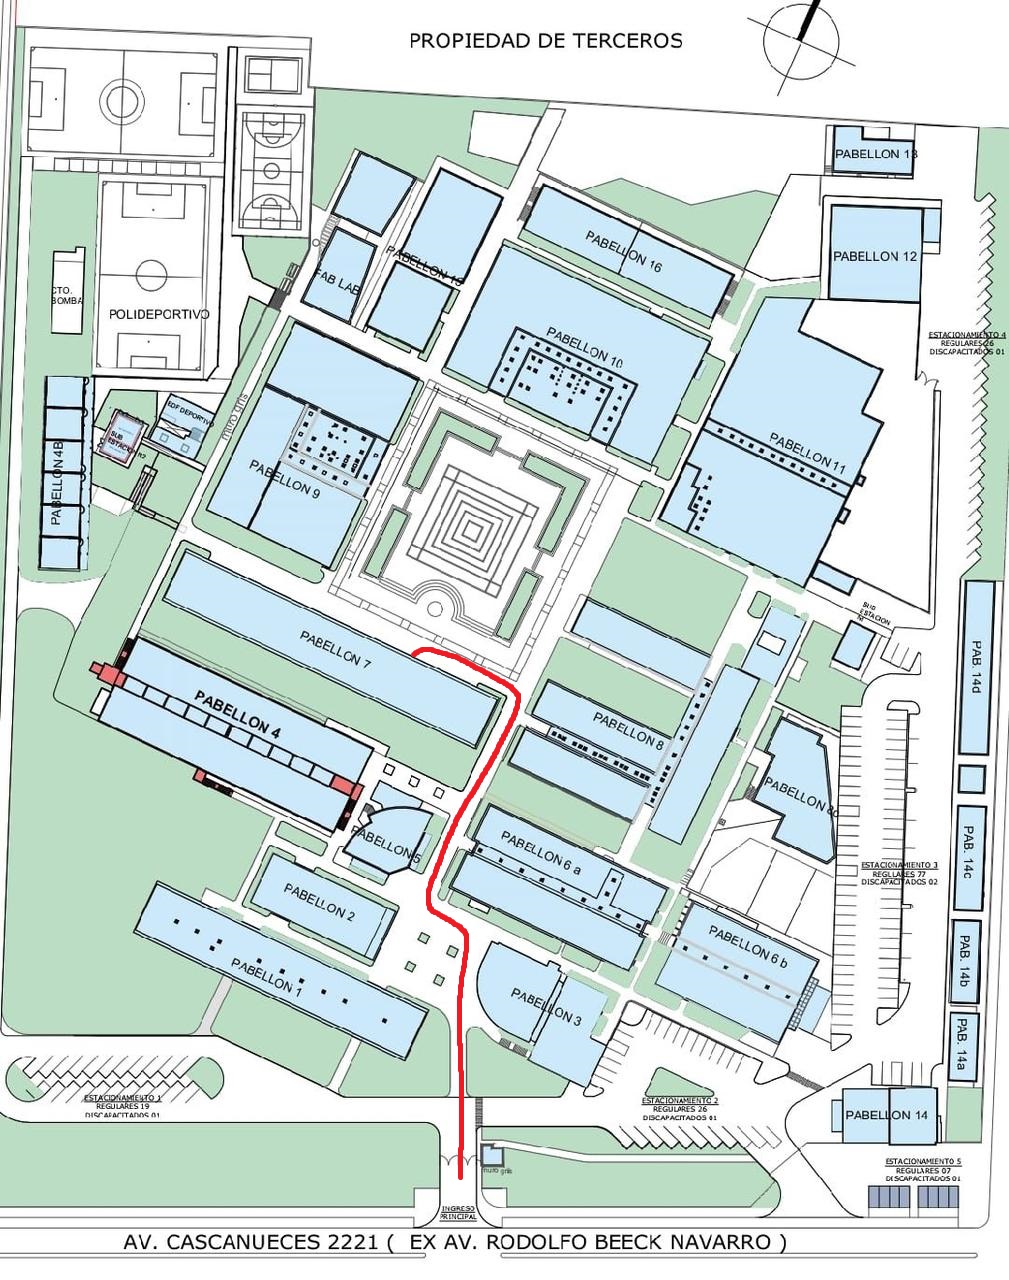 PROPIEDAD DE TERCEROS
PABELLON 13
PABELLON 16
PABELLON 12
PABELLON 15
FAB LAB
CTO.
BOMBA
POLIDEPORTIVO
PABELLON 10
ESTACIONAMIENTO 4
REGULARES 26
DISCAPACITADOS 01
EDF DEPORTIVO
muro gris
SUB
ESTACION
PABELLON 4B
PABELLON 9
PABELLON 11
SUB
ESTACION
PABELLON 7
PAB. 14d
PABELLON 4
PABELLON 8
PABELLON 5
PABELLON 6 a
PAB. 14c
ESTACIONAMIENTO 3
REGULARES 77
DISCAPACITADOS 02
PABELLON 2
PABELLON 6 b
PAB. 14b
PABELLON 1
PABELLON 3
PAB. 14a
ESTACIONAMIENTO 1
REGULARES 19
DISCAPACITADOS 01
ESTACIONAMIENTO 2
REGULARES 26
DISCAPACITADOS 01
PABELLON 14
muro gris
ESTACIONAMIENTO 5
REGULARES 07
DISCAPACITADOS 01
INGRESO
PRINCIPAL
AV. CASCANUECES 2221 ( EX AV. RODOLFO BEECK NAVARRO )